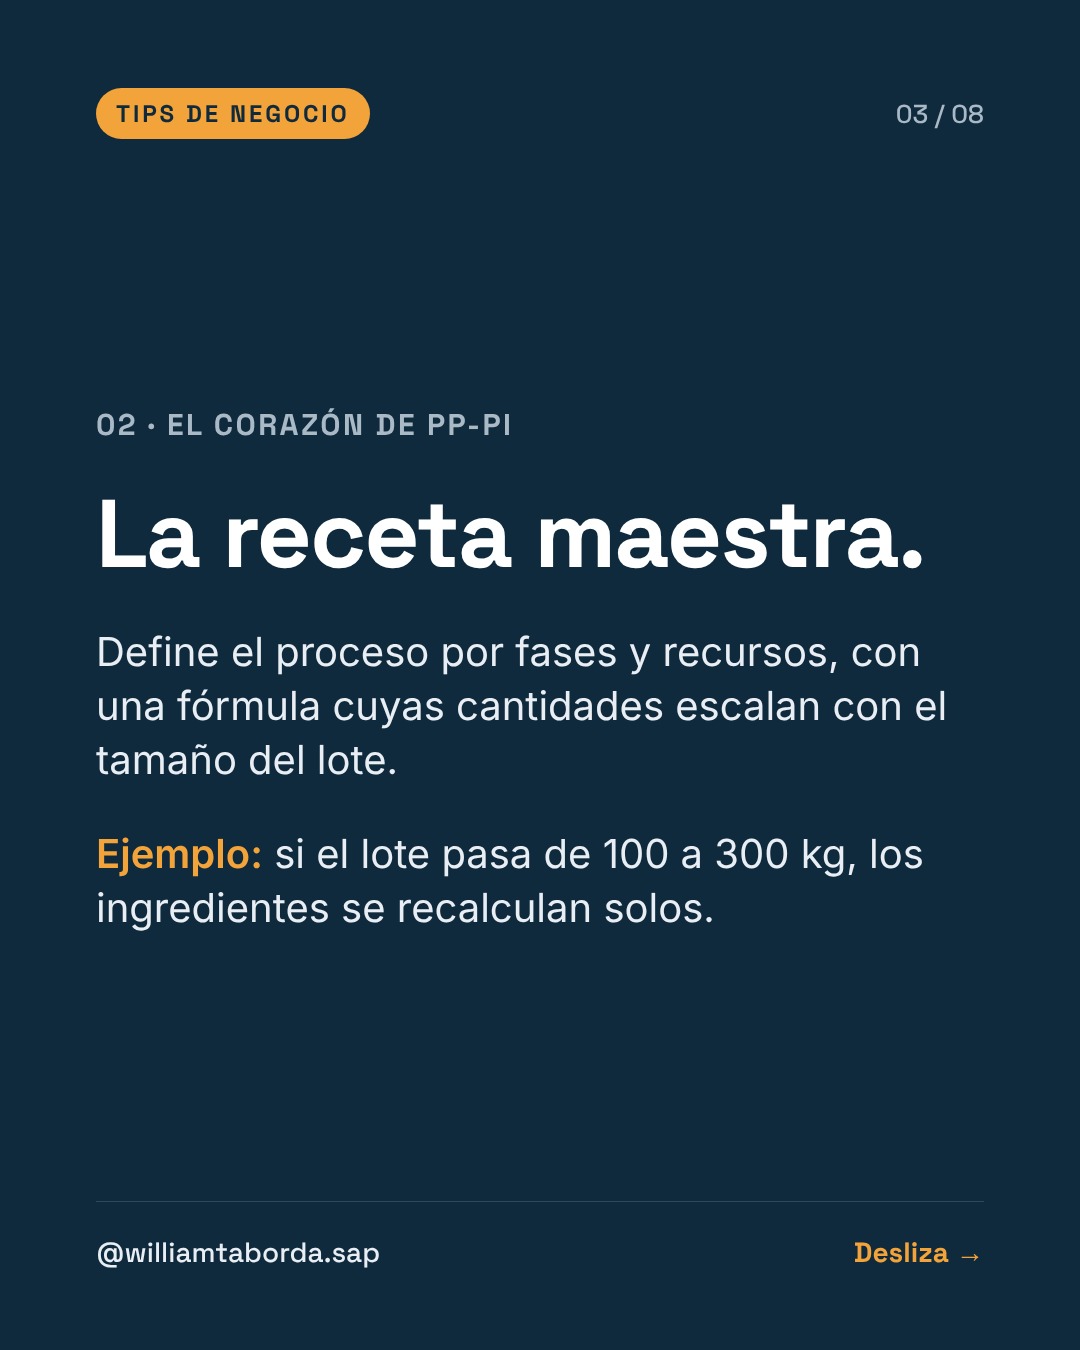 TIPS DE NEGOCIO
03 / 08
02 · EL CORAZÓN DE PP-PI
La receta maestra.
Define el proceso por fases y recursos, con
una fórmula cuyas cantidades escalan con el
tamaño del lote.
Ejemplo: si el lote pasa de 100 a 300 kg, los
ingredientes se recalculan solos.
@williamtaborda.sap
Desliza →